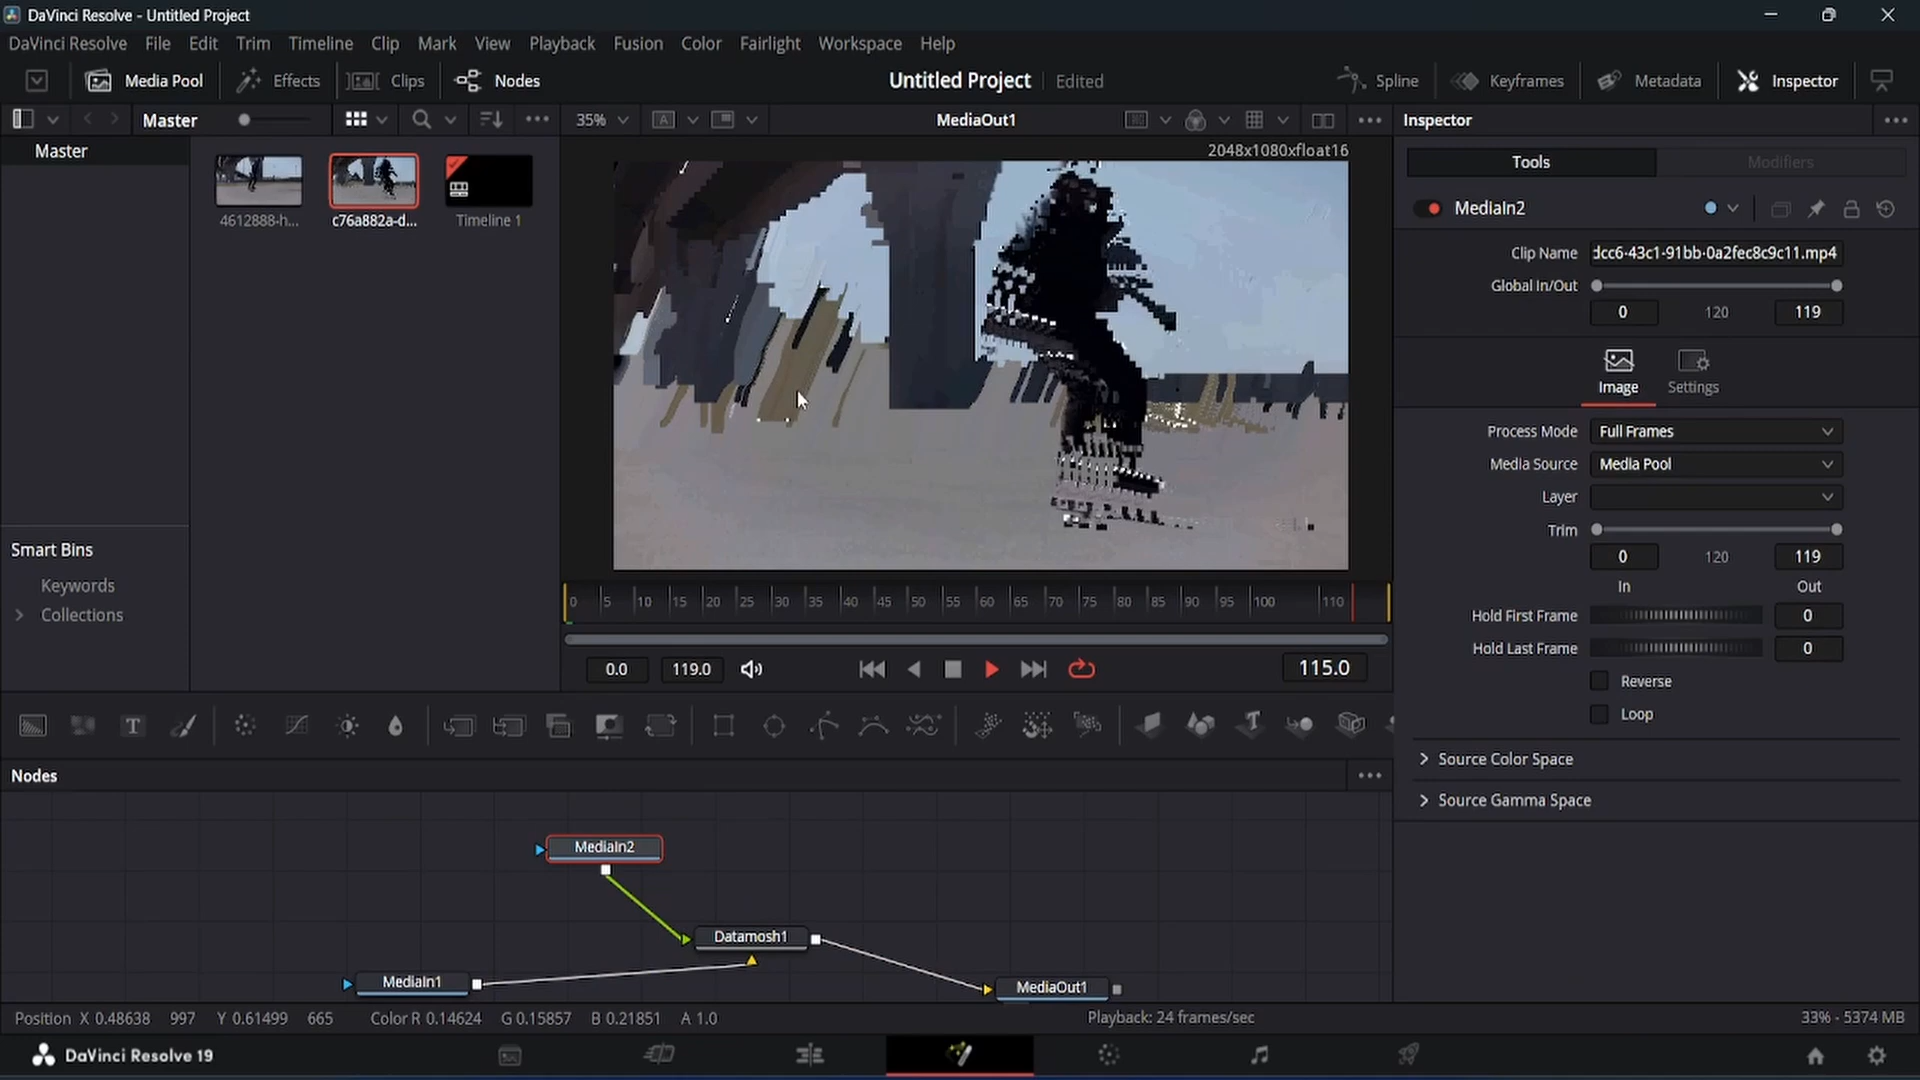 DaVinci Resolve - Untitled Project
DaVinci Resolve File Edit Trim Timeline Clip Mark View Playback Fusion Color Fairlight Workspace Help
Media Pool Effects Clips Nodes Untitled Project Edited Spline Keyframes Metadata Inspector
Master 35% A MediaOut1 Inspector
Master
2048x1080xfloat16
Tools Modifiers
4612888-h... c76a882a-d... Timeline 1
MediaIn2
Clip Name dcc6-43c1-91bb-0a2fec8c9c11.mp4
Global In/Out
0 120 119
Image Settings
Process Mode Full Frames
Media Source Media Pool
Layer
Trim
0 120 119
In Out
Hold First Frame 0
Hold Last Frame 0
Reverse
Loop
Source Color Space
Source Gamma Space
Smart Bins
Keywords
Collections
0 5 10 15 20 25 30 35 40 45 50 55 60 65 70 75 80 85 90 95 100 110
0.0 119.0 115.0
Nodes
MediaIn2
Datamosh1
MediaIn1
MediaOut1
Position X 0.48638 997 Y 0.61499 665 Color R 0.14624 G 0.15857 B 0.21851 A 1.0 Playback: 24 frames/sec 33% - 5374 MB
DaVinci Resolve 19